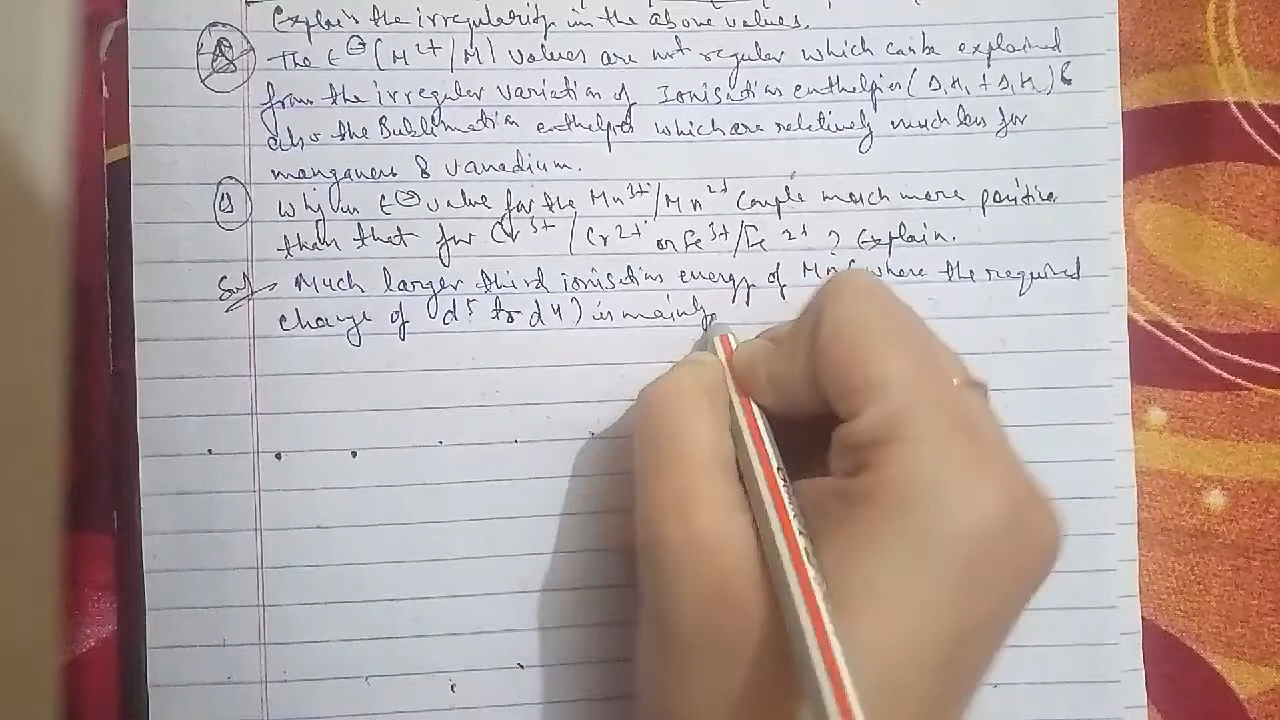 Explain the irregularity in the above values.
The E⊖ (M2+/M) values are not regular which can be explained
from the irregular variation of Ionisation enthalpies (ΔiH1 + ΔiH2) &
also the Sublimation enthalpies which are relatively much less for
manganese & vanadium.
Q Why is E⊖ value for the Mn3+/Mn2+ couple much more positive
than that for Cr3+/Cr2+ or Fe3+/Fe2+? Explain.
Sol - Much larger third ionisation energy of Mn (where the required
change of d5 to d4) is mainly